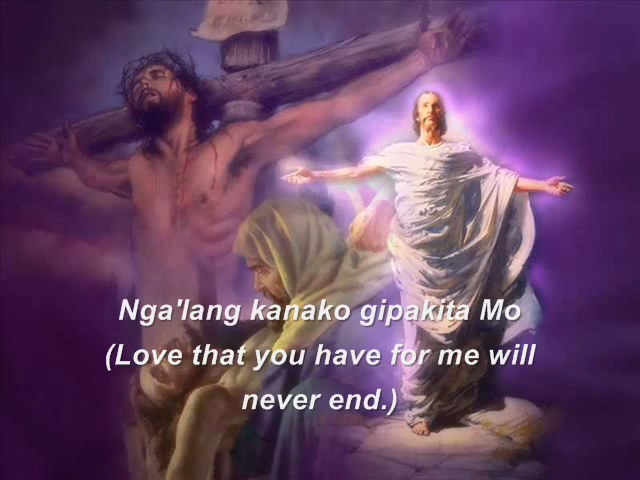 Nga'lang kanako gipakita Mo
(Love that you have for me will
never end.)